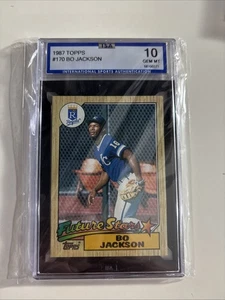 1987 TOPPS
#170 BO JACKSON
10
GEM MT
INTERNATIONAL SPORTS AUTHENTICATION
Future Stars
Topps
BO
JACKSON